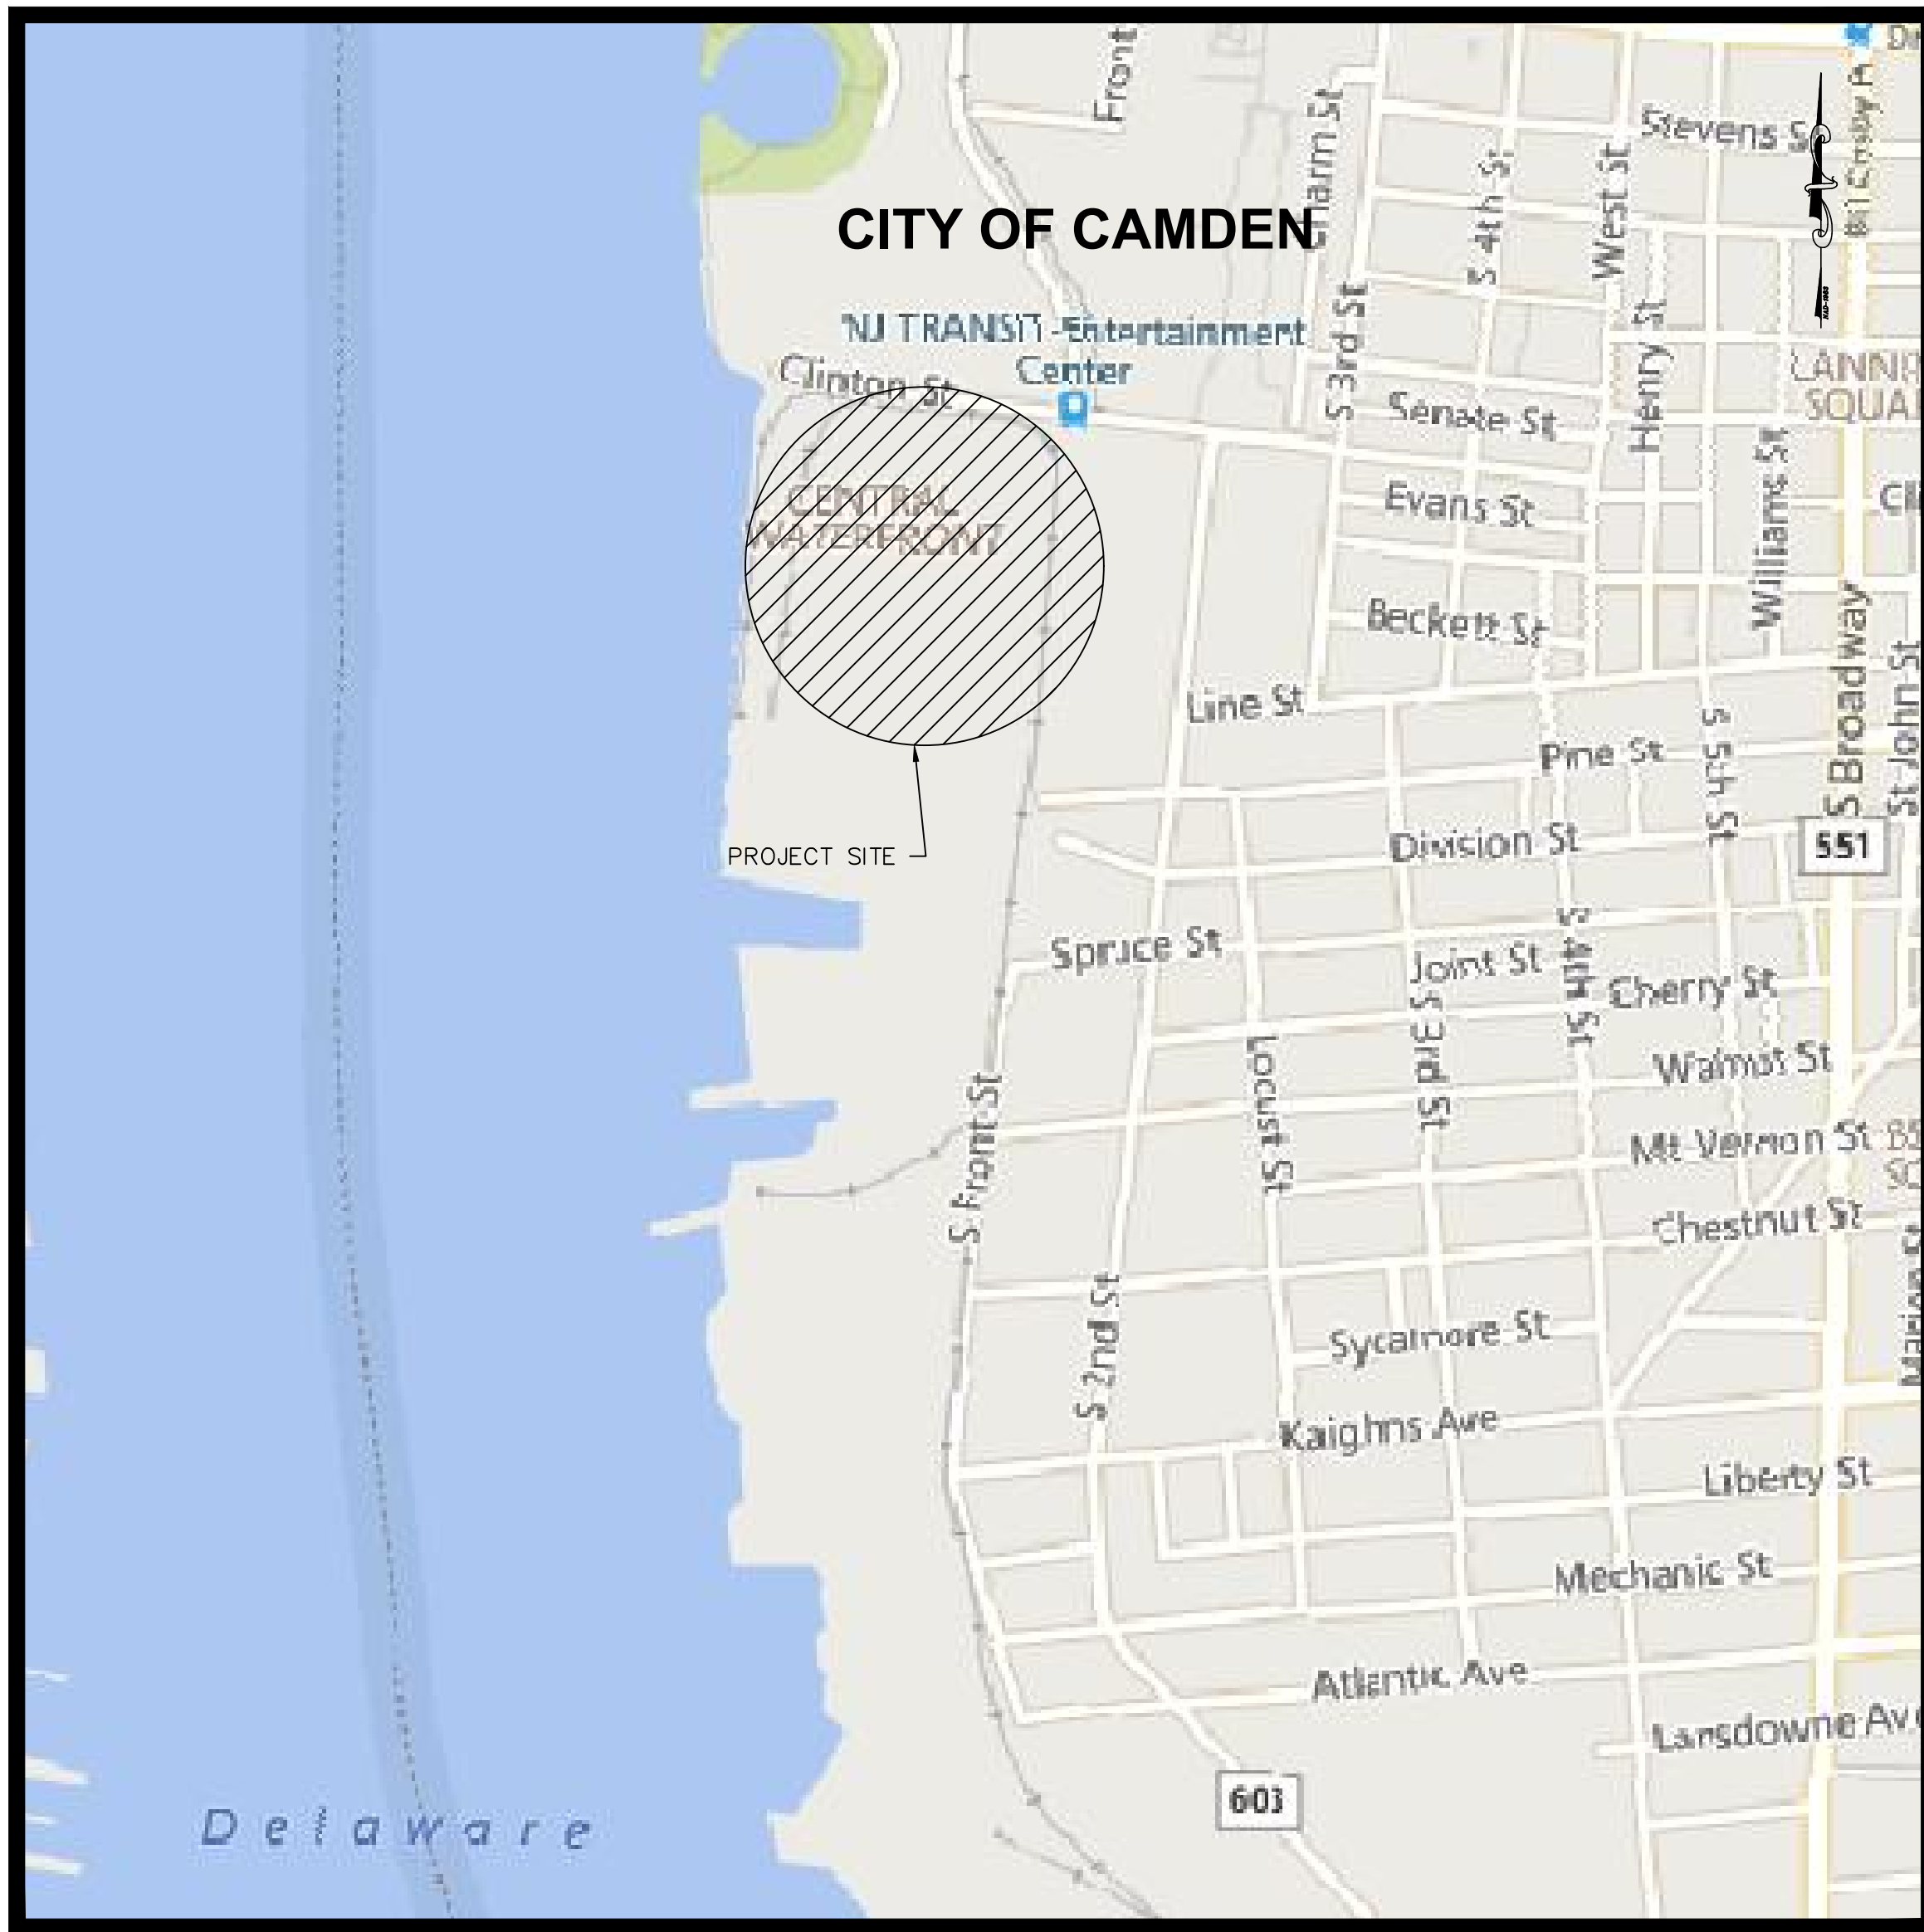 Front
Stevens S
S 4th St
West St
CITY OF CAMDEN
NJ TRANSIT - Entertainment
Center
Clinton St
S 3rd St
Henry St
SQUA
Senate St
CENTRAL
WATERFRONT
Evans St
Williams St
Beckett St
S Broadway
St John St
Line St
Pine St
S 5th St
PROJECT SITE
Division St
551
Spruce St
Joint St
S 4th St
Cherry St
S 3rd St
Locust St
Walnut St
S Front St
Mt Vernon St
Chestnut St
Marion St
S 2nd St
Sycamore St
Kaighns Ave
Liberty St
Mechanic St
Atlantic Ave
Lansdowne Av
603
Delaware